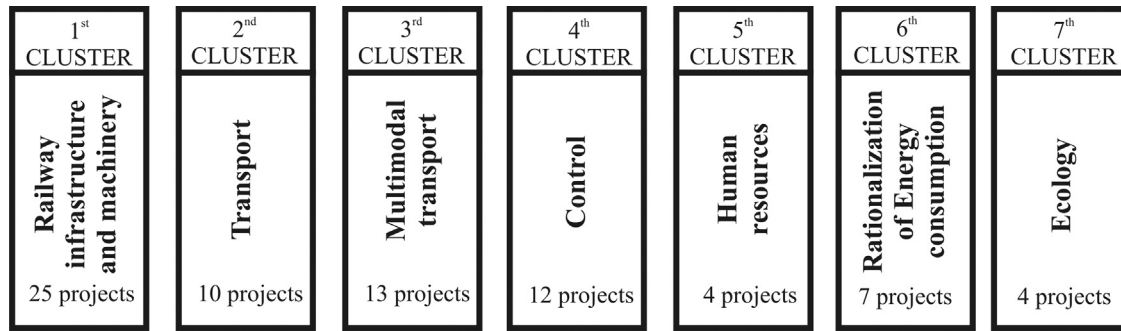 1st
CLUSTER
Railway
infrastructure
and machinery
25 projects
2nd
CLUSTER
Transport
10 projects
3rd
CLUSTER
Multimodal
transport
13 projects
4th
CLUSTER
Control
12 projects
5th
CLUSTER
Human
resources
4 projects
6th
CLUSTER
Rationalization
of Energy
consumption
7 projects
7th
CLUSTER
Ecology
4 projects